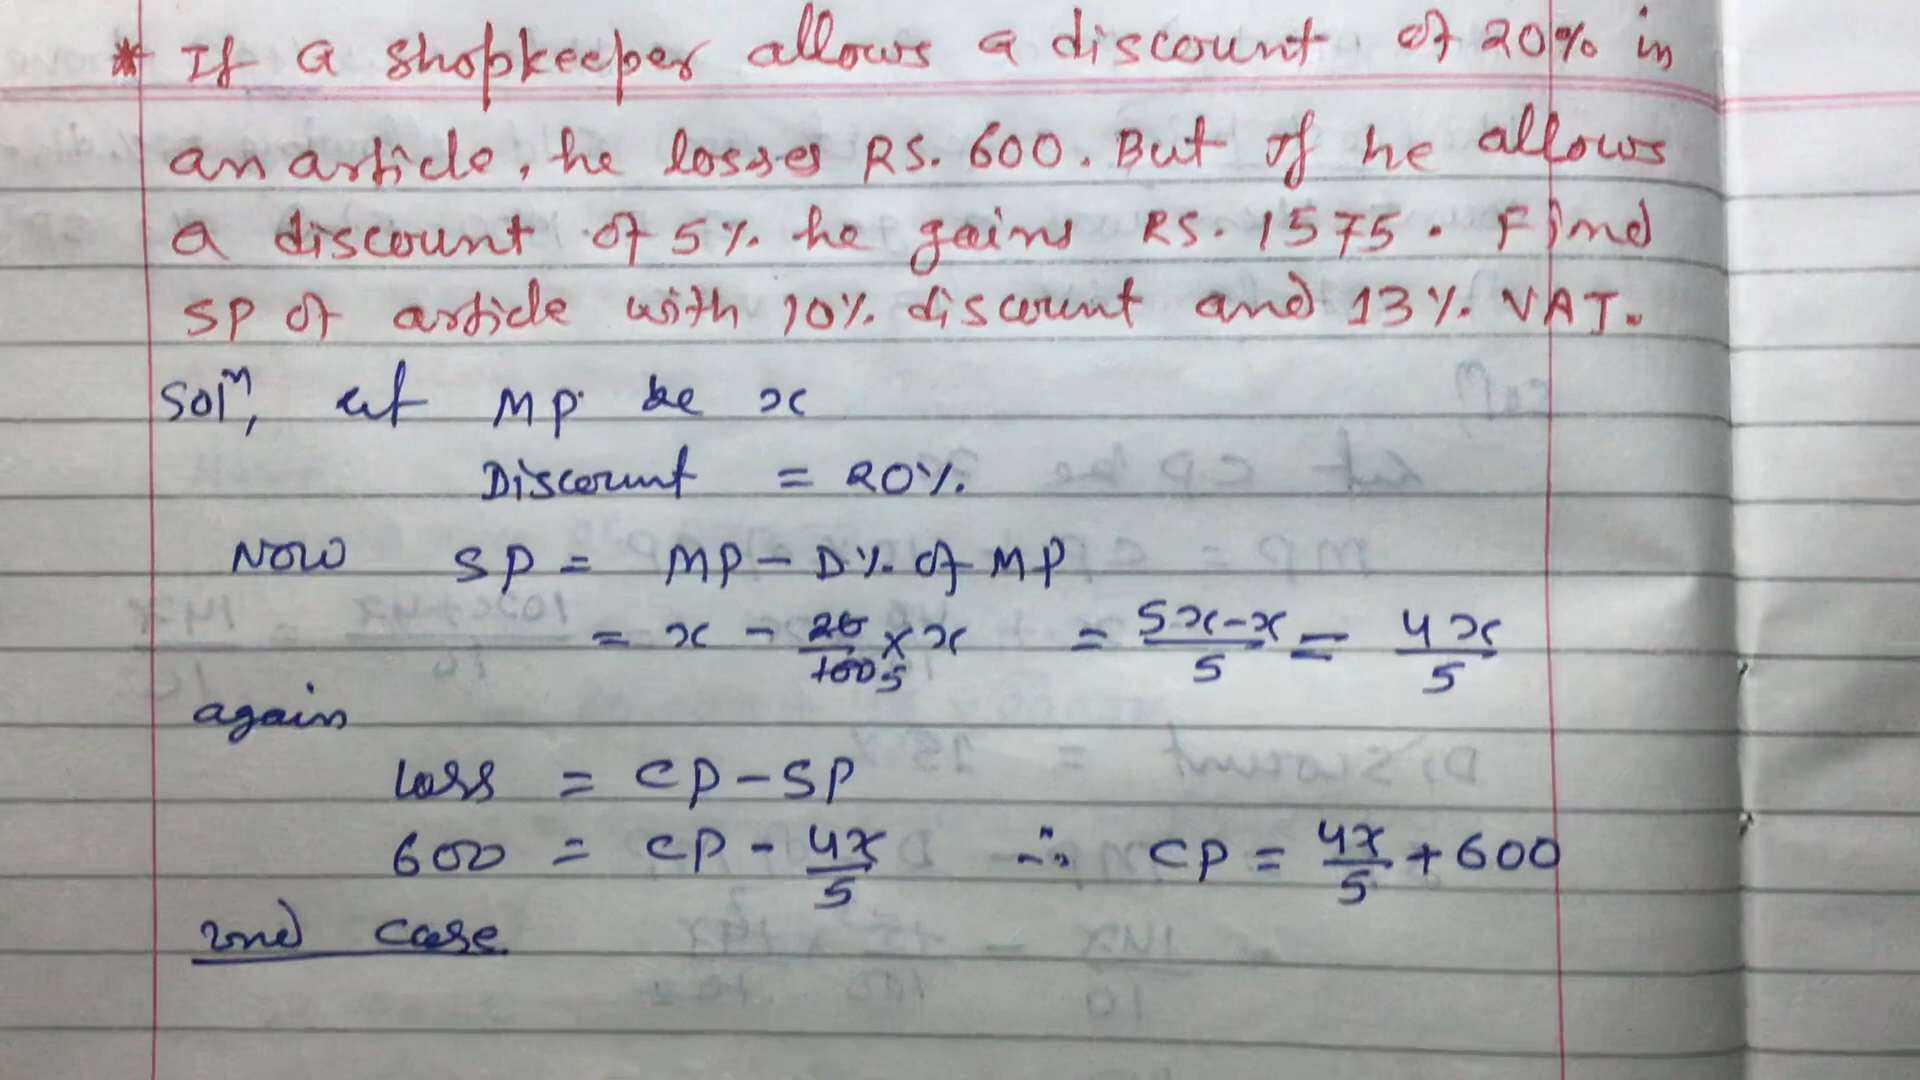 * If a shopkeeper allows a discount of 20% in
an article, he losses RS. 600. But if he allows
a discount of 5% he gains RS. 1575. Find
SP of article with 10% discount and 13% VAT.
Solⁿ, let MP be x
Discount = 20%
Now SP = MP - D% of MP
= x - 20/100 5 × x = 5x-x/5 = 4x/5
again
loss = CP - SP
600 = CP - 4x/5 ∴ CP = 4x/5 + 600
2nd case